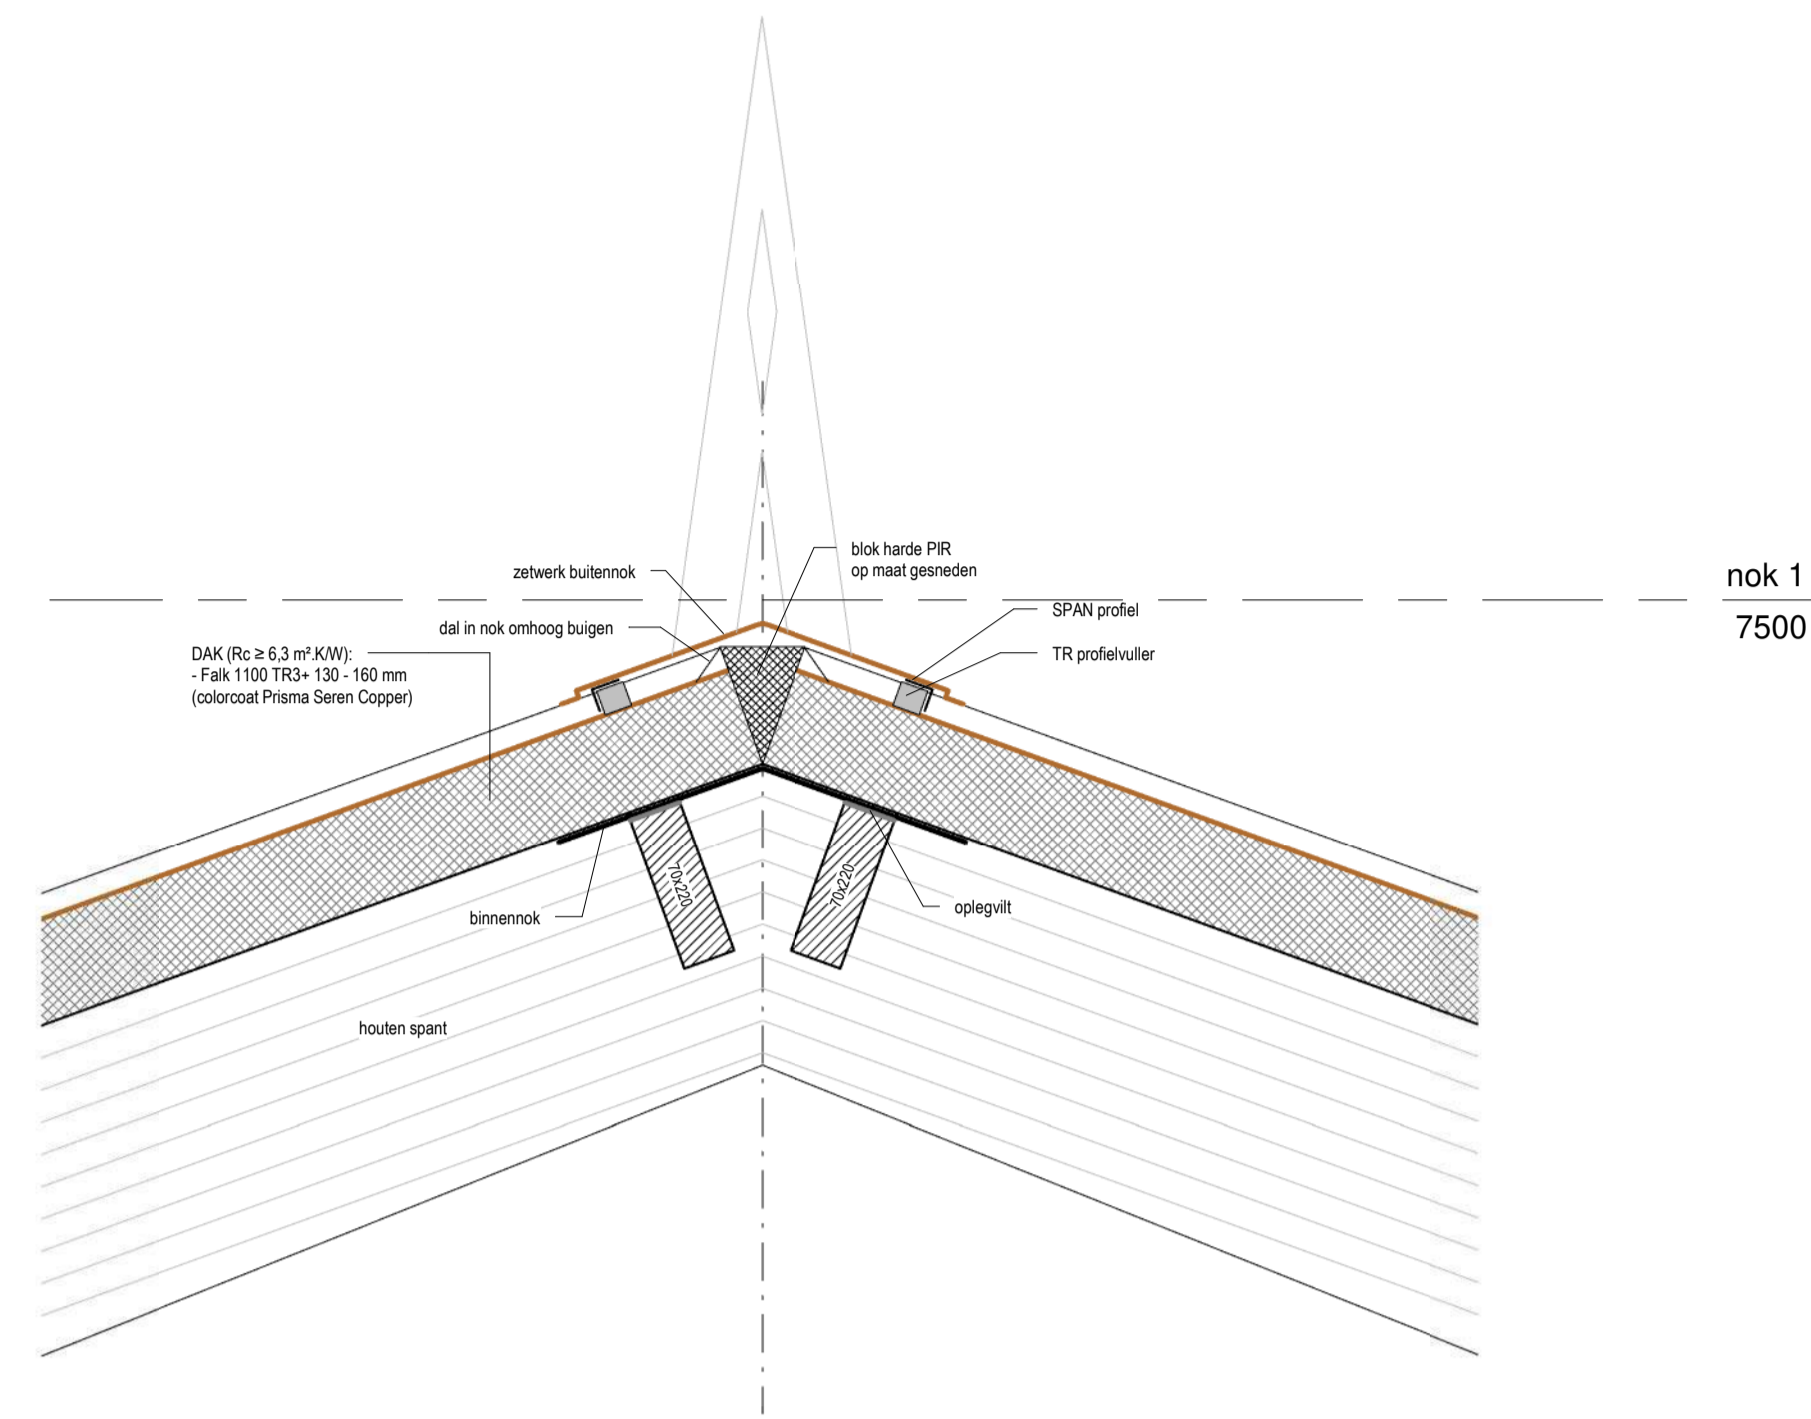 blok harde PIR
op maat gesneden
zetwerk buitennok
nok 1
7500
SPAN profiel
dal in nok omhoog buigen
TR profielvuller
DAK (Rc ≥ 6,3 m².K/W):
- Falk 1100 TR3+ 130 - 160 mm
(colorcoat Prisma Seren Copper)
70x220
70x220
binnennok
oplegvilt
houten spant